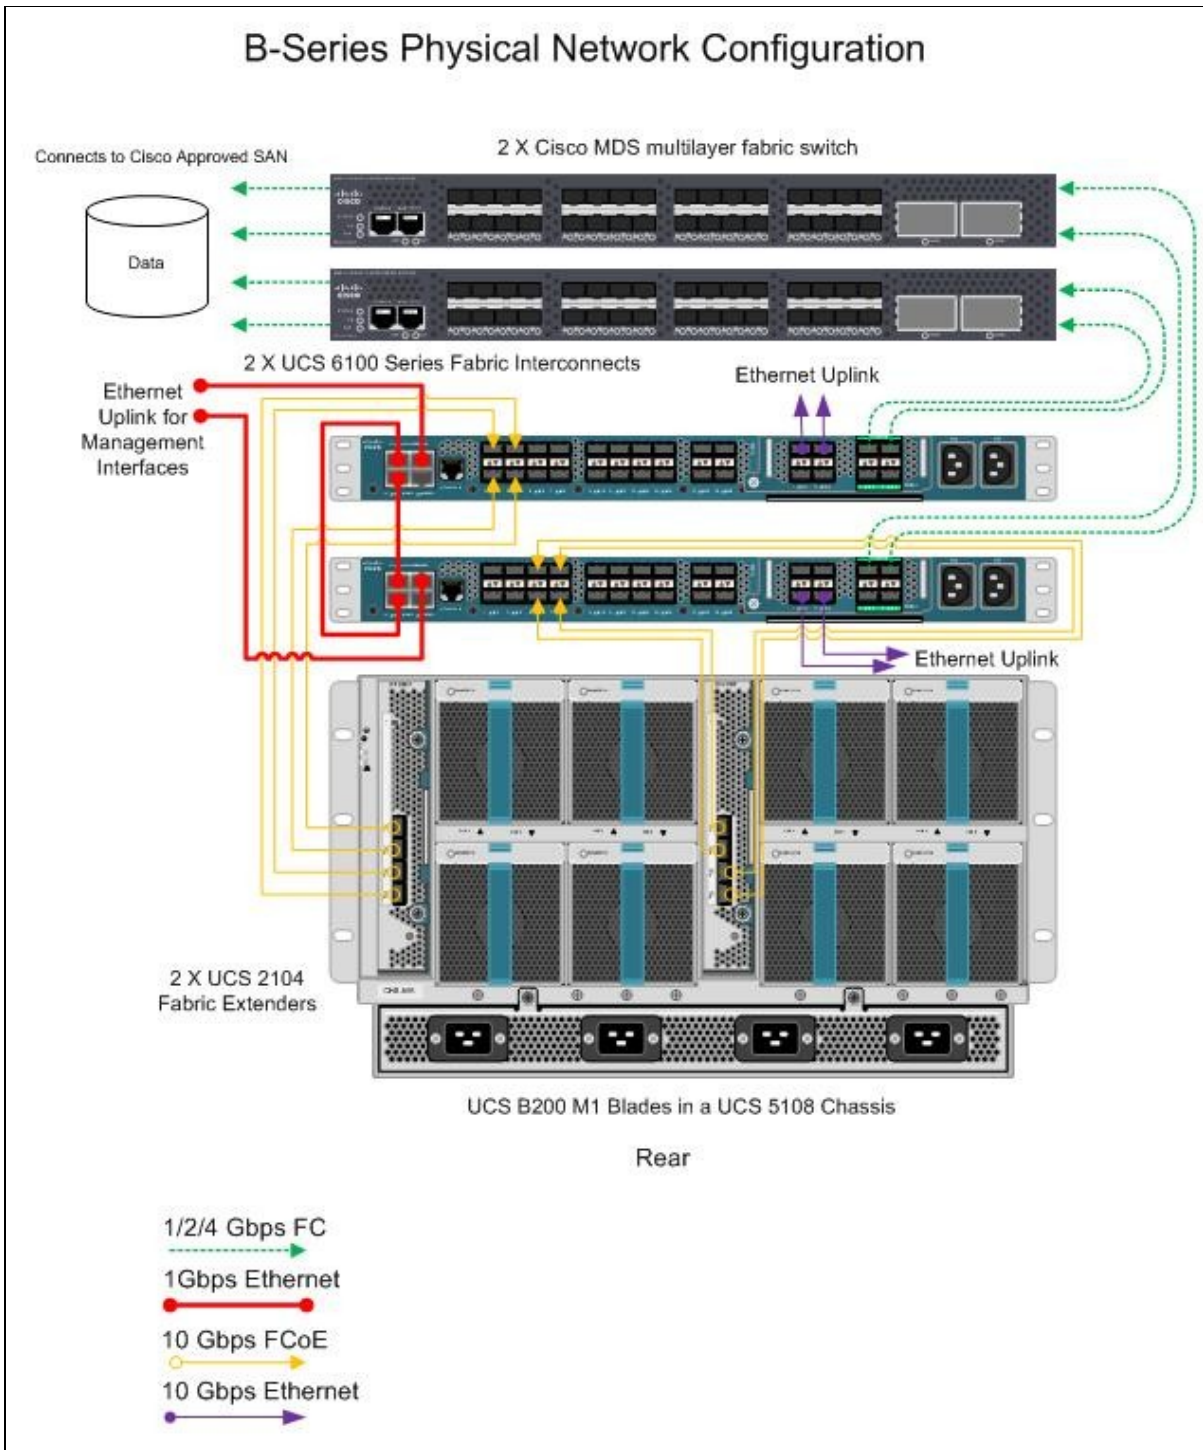 B-Series Physical Network Configuration
2 X Cisco MDS multilayer fabric switch
Connects to Cisco Approved SAN
CISCO
Data
CISCO
2 X UCS 6100 Series Fabric Interconnects
Ethernet Uplink
Ethernet
Uplink for
Management
Interfaces
Ethernet Uplink
2 X UCS 2104
Fabric Extenders
UCS B200 M1 Blades in a UCS 5108 Chassis
Rear
1/2/4 Gbps FC
1Gbps Ethernet
10 Gbps FCoE
10 Gbps Ethernet